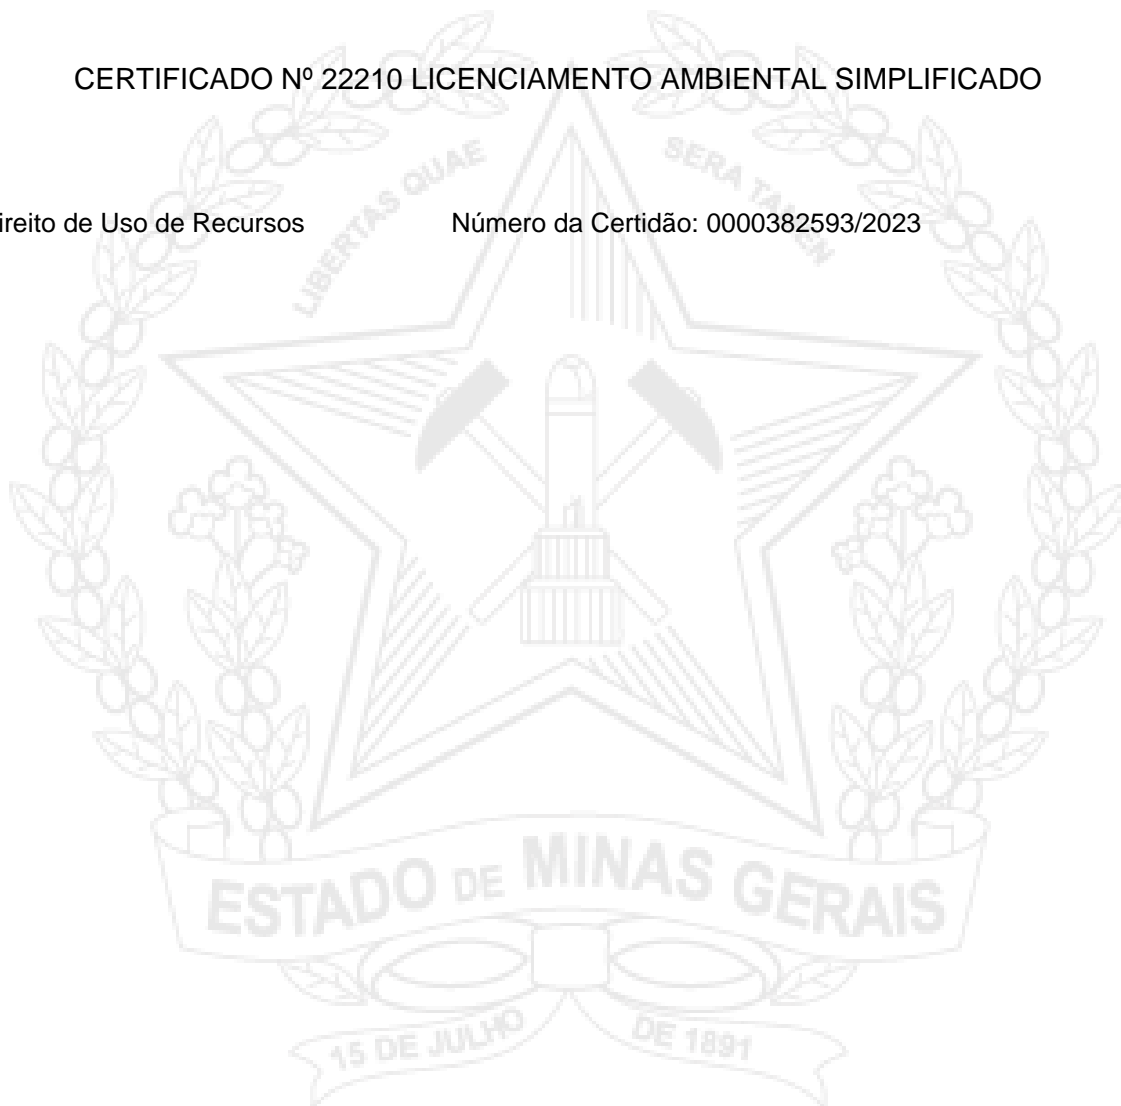 CERTIFICADO Nº 22210 LICENCIAMENTO AMBIENTAL SIMPLIFICADO
LIBERTAS QUAE SERA TAMEN
ireito de Uso de Recursos Número da Certidão: 0000382593/2023
ESTADO DE MINAS GERAIS
15 DE JULHO DE 1891